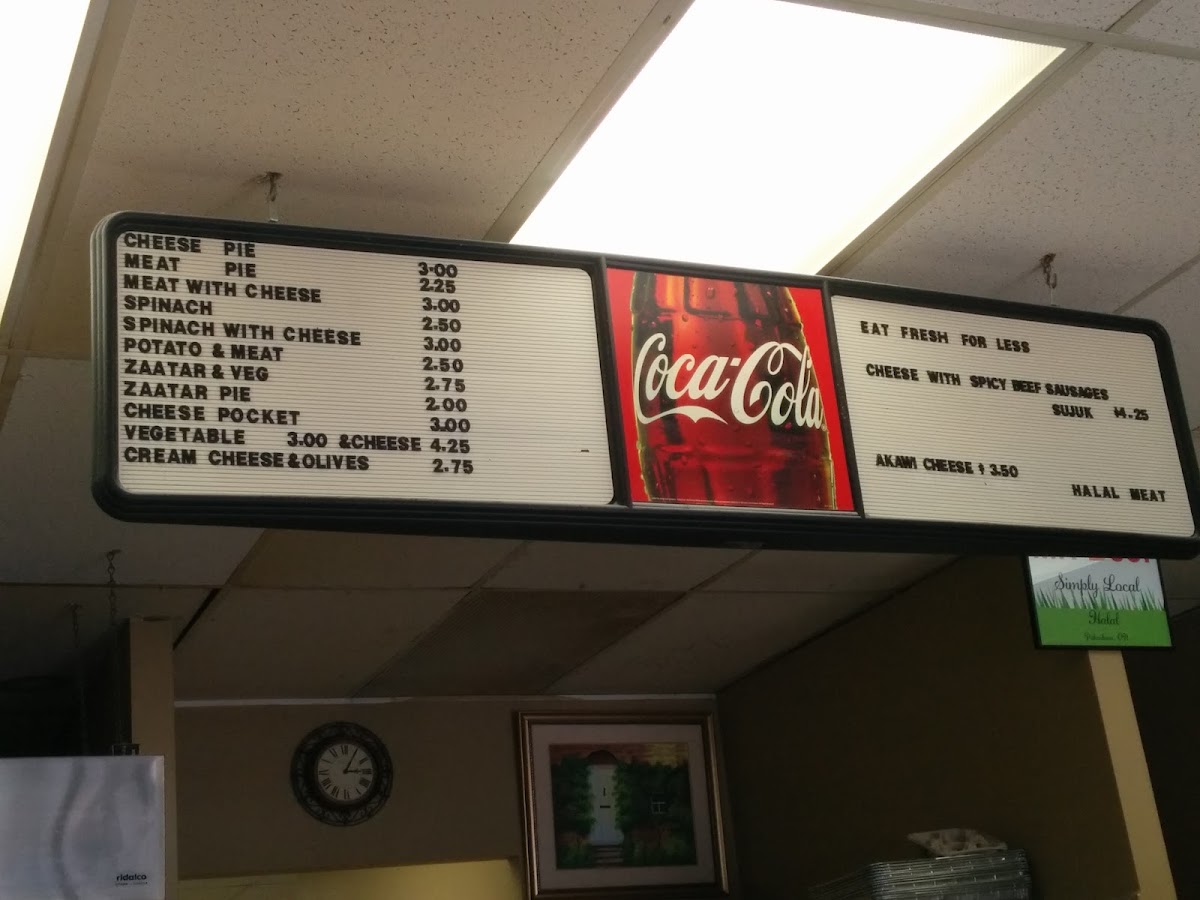 CHEESE PIE 3-00
MEAT PIE 2.25
MEAT WITH CHEESE 3.00
SPINACH 2.50
SPINACH WITH CHEESE 3.00
POTATO & MEAT 2.50
ZAATAR & VEG 2.75
ZAATAR PIE 2.00
CHEESE POCKET 3.00
VEGETABLE 3.00 &CHEESE 4.25
CREAM CHEESE & OLIVES 2.75
Coca-Cola
EAT FRESH FOR LESS
CHEESE WITH SPICY BEEF SAUSAGES
SUJUK $4.25
AKAWI CHEESE $ 3.50
HALAL MEAT
Simply Local
Halal
ridalco